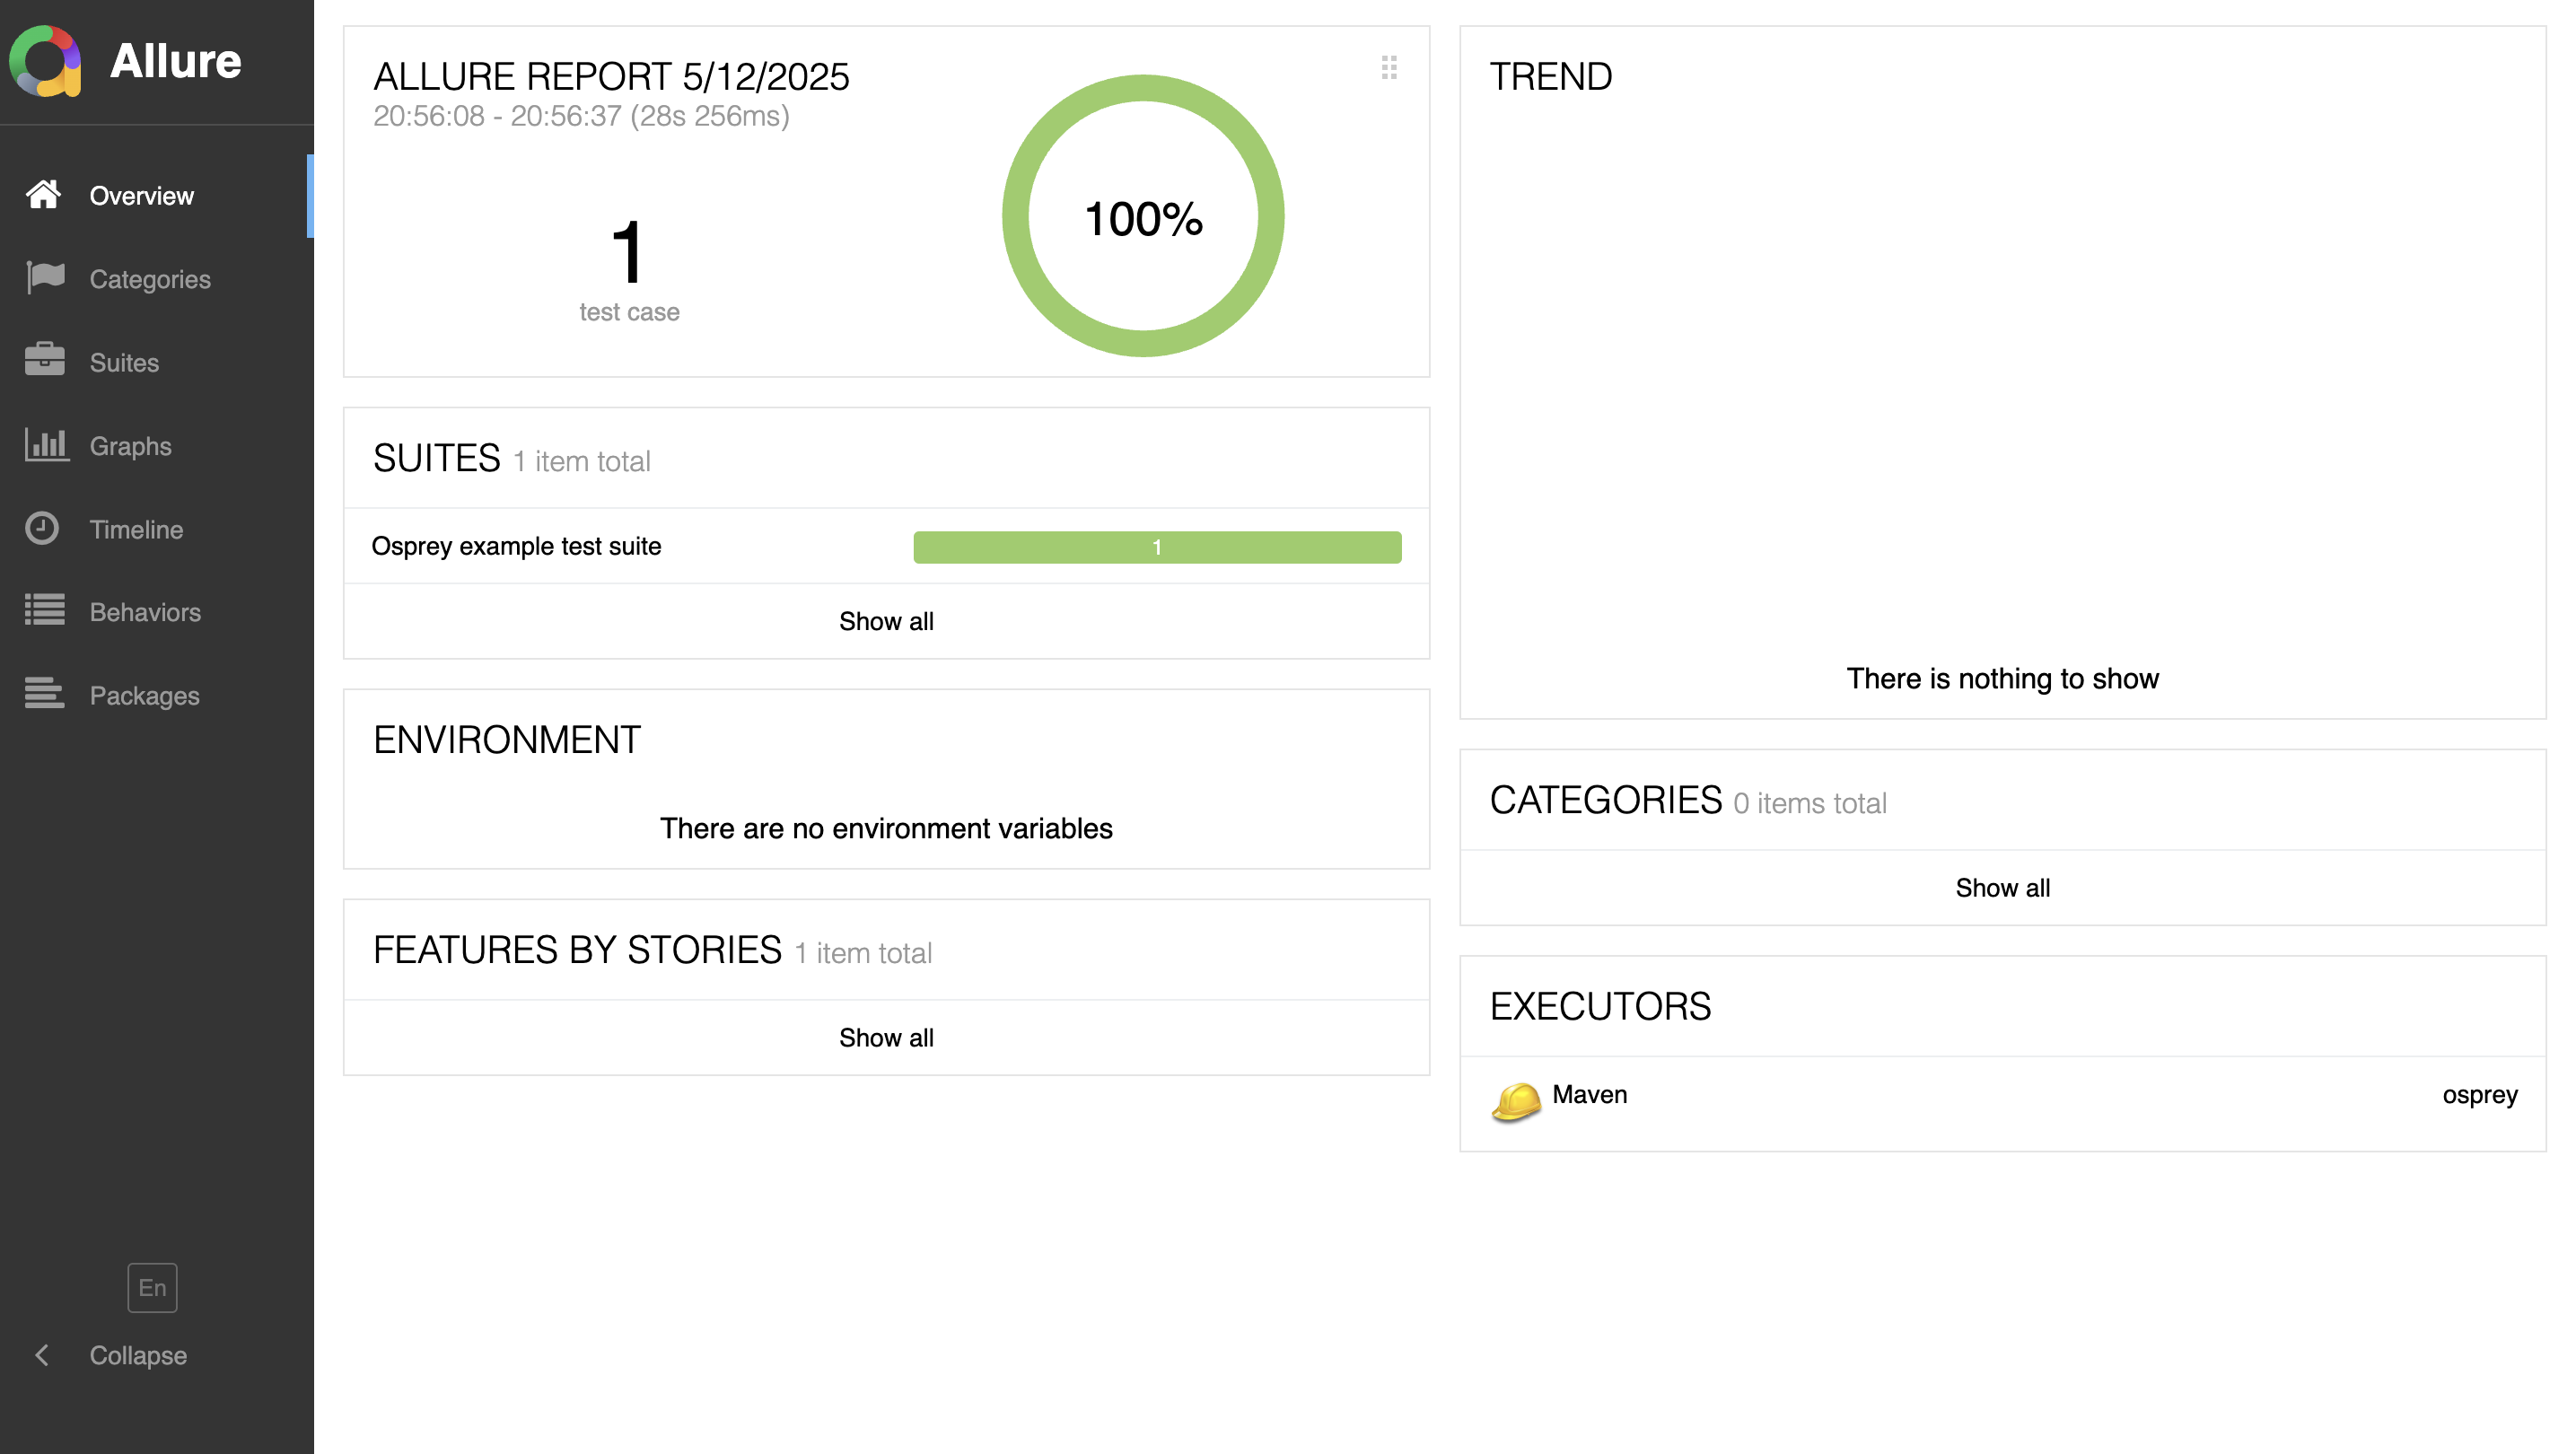 Allure
Overview
Categories
Suites
Graphs
Timeline
Behaviors
Packages
En
Collapse
ALLURE REPORT 5/12/2025
20:56:08 - 20:56:37 (28s 256ms)
1
test case
100%
SUITES 1 item total
Osprey example test suite 1
Show all
ENVIRONMENT
There are no environment variables
FEATURES BY STORIES 1 item total
Show all
TREND
There is nothing to show
CATEGORIES 0 items total
Show all
EXECUTORS
Maven osprey